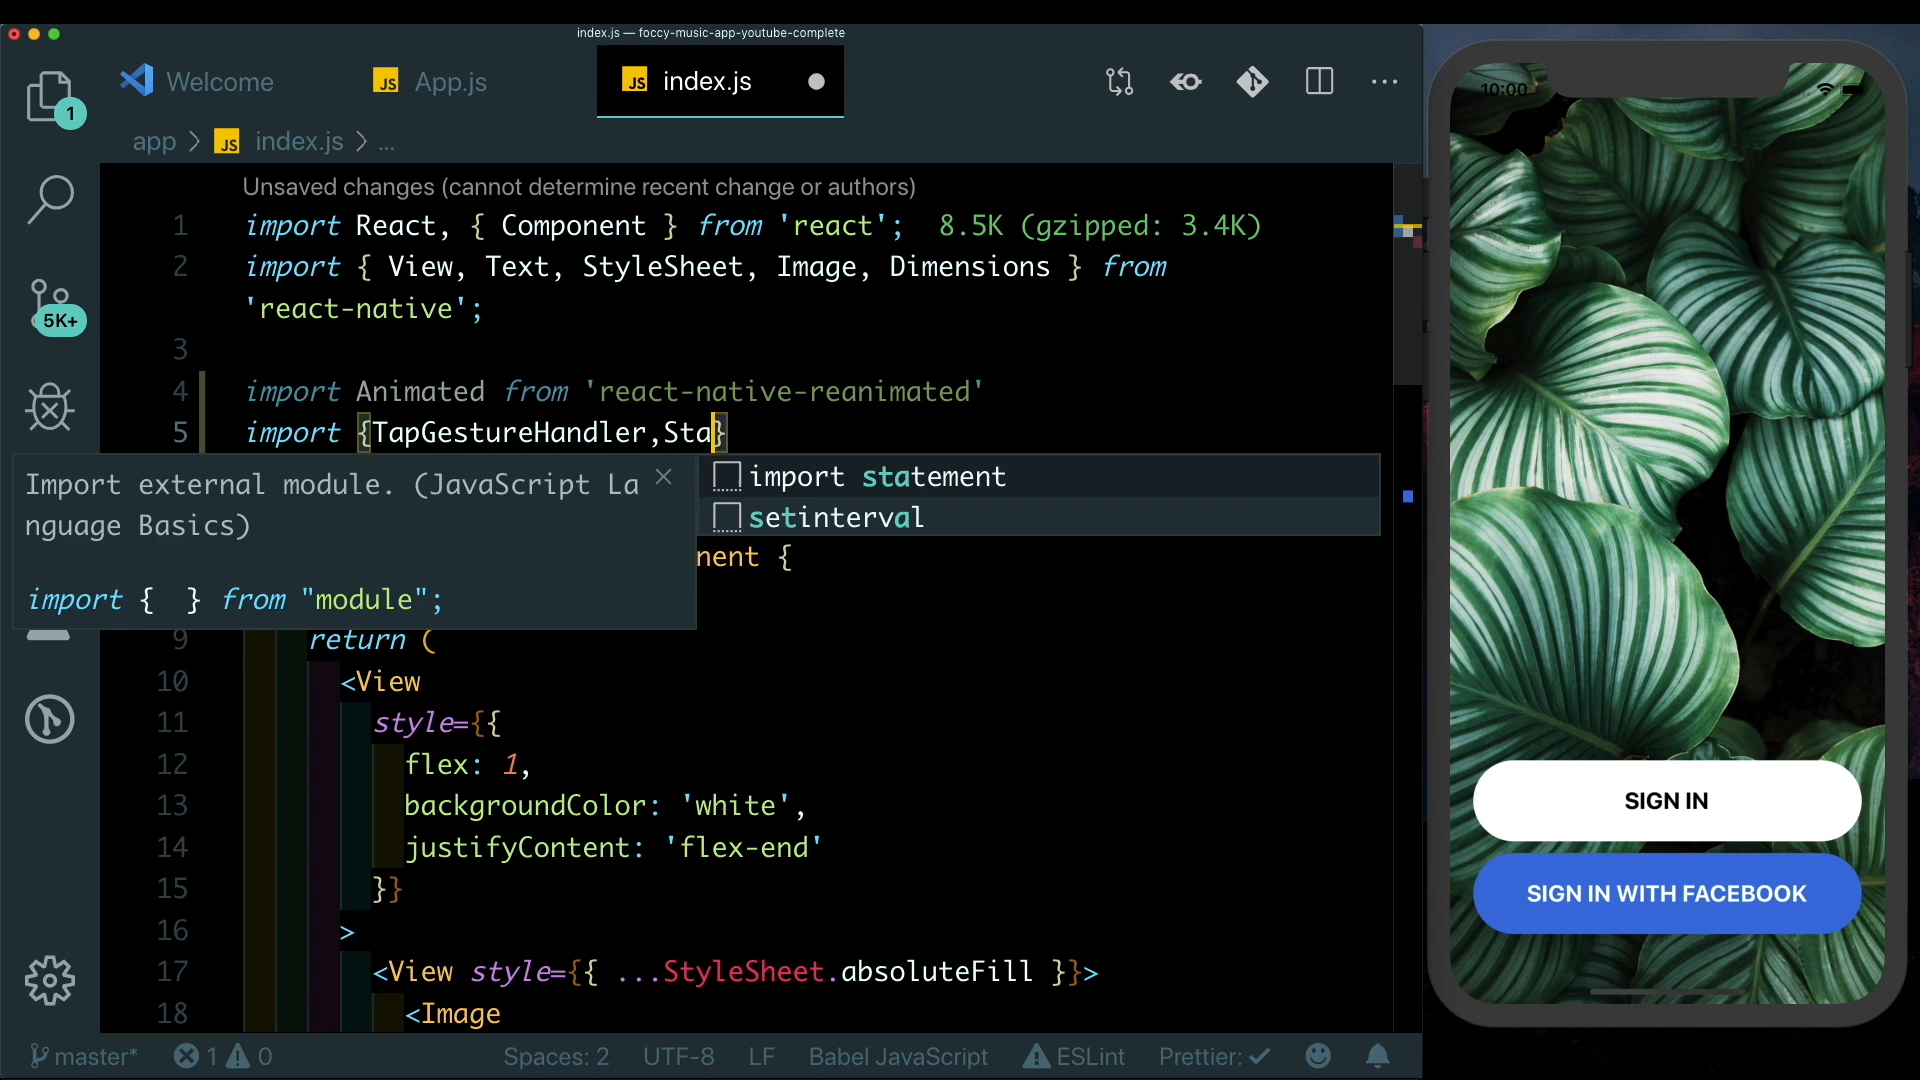 index.js — foccy-music-app-youtube-complete
Welcome
JS App.js
JS index.js
1
app > JS index.js > ...
Unsaved changes (cannot determine recent change or authors)
1 import React, { Component } from 'react'; 8.5K (gzipped: 3.4K)
2 import { View, Text, StyleSheet, Image, Dimensions } from
'react-native';
3
4 import Animated from 'react-native-reanimated'
5 import {TapGestureHandler,Sta}
5K+
Import external module. (JavaScript La
nguage Basics)
import {  } from "module";
import statement
setinterval
nent {
9 return (
10 <View
11 style={{
12 flex: 1,
13 backgroundColor: 'white',
14 justifyContent: 'flex-end'
15 }}
16 >
17 <View style={{ ...StyleSheet.absoluteFill }}>
18 <Image
master* 1 0 Spaces: 2 UTF-8 LF Babel JavaScript ESLint Prettier: ✓
10:00
SIGN IN
SIGN IN WITH FACEBOOK